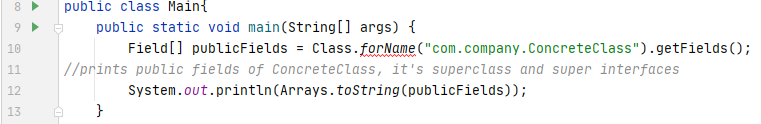 8 public class Main{
9 public static void main(String[] args) {
10 Field[] publicFields = Class.forName("com.company.ConcreteClass").getFields();
11 //prints public fields of ConcreteClass, it's superclass and super interfaces
12 System.out.println(Arrays.toString(publicFields));
13 }